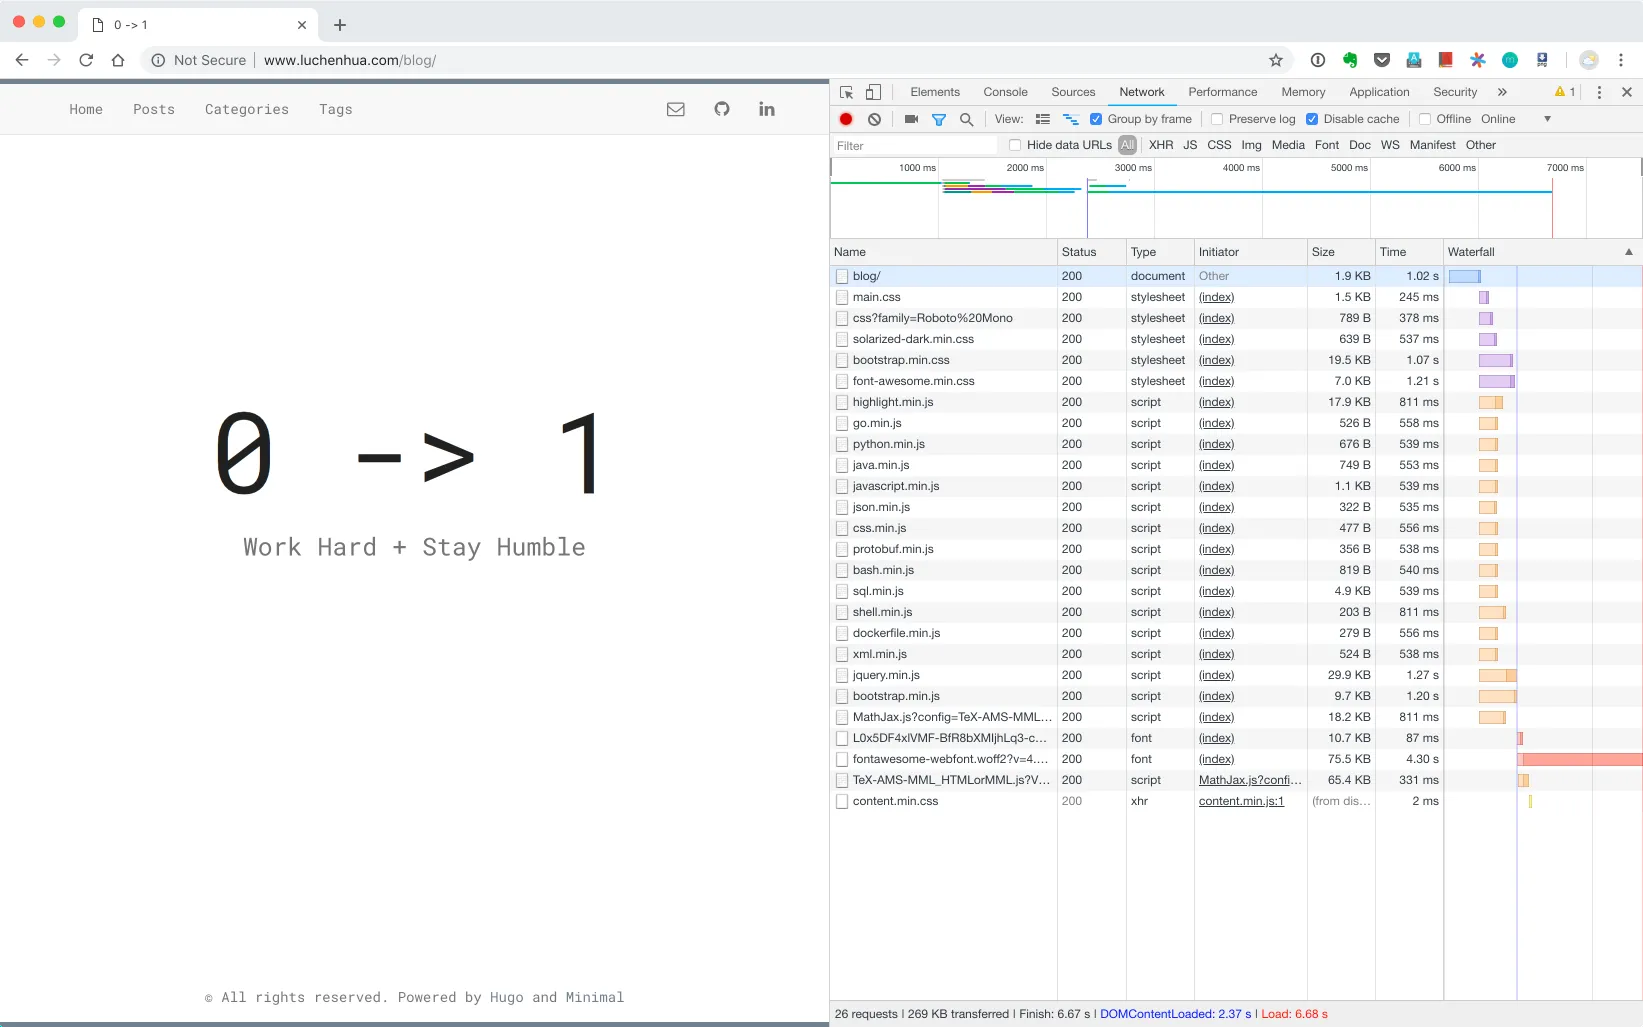 0 -> 1
Not Secure | www.luchenhua.com/blog/
Home Posts Categories Tags
0 -> 1
Work Hard + Stay Humble
© All rights reserved. Powered by Hugo and Minimal
Elements Console Sources Network Performance Memory Application Security » 1
View: Group by frame Preserve log Disable cache Offline Online
Filter Hide data URLs All XHR JS CSS Img Media Font Doc WS Manifest Other
1000 ms 2000 ms 3000 ms 4000 ms 5000 ms 6000 ms 7000 ms
Name Status Type Initiator Size Time Waterfall
blog/ 200 document Other 1.9 KB 1.02 s
main.css 200 stylesheet (index) 1.5 KB 245 ms
css?family=Roboto%20Mono 200 stylesheet (index) 789 B 378 ms
solarized-dark.min.css 200 stylesheet (index) 639 B 537 ms
bootstrap.min.css 200 stylesheet (index) 19.5 KB 1.07 s
font-awesome.min.css 200 stylesheet (index) 7.0 KB 1.21 s
highlight.min.js 200 script (index) 17.9 KB 811 ms
go.min.js 200 script (index) 526 B 558 ms
python.min.js 200 script (index) 676 B 539 ms
java.min.js 200 script (index) 749 B 553 ms
javascript.min.js 200 script (index) 1.1 KB 539 ms
json.min.js 200 script (index) 322 B 535 ms
css.min.js 200 script (index) 477 B 556 ms
protobuf.min.js 200 script (index) 356 B 538 ms
bash.min.js 200 script (index) 819 B 540 ms
sql.min.js 200 script (index) 4.9 KB 539 ms
shell.min.js 200 script (index) 203 B 811 ms
dockerfile.min.js 200 script (index) 279 B 556 ms
xml.min.js 200 script (index) 524 B 538 ms
jquery.min.js 200 script (index) 29.9 KB 1.27 s
bootstrap.min.js 200 script (index) 9.7 KB 1.20 s
MathJax.js?config=TeX-AMS-MML... 200 script (index) 18.2 KB 811 ms
L0x5DF4xlVMF-BfR8bXMIjhLq3-c... 200 font (index) 10.7 KB 87 ms
fontawesome-webfont.woff2?v=4.... 200 font (index) 75.5 KB 4.30 s
TeX-AMS-MML_HTMLorMML.js?V... 200 script MathJax.js?confi... 65.4 KB 331 ms
content.min.css 200 xhr content.min.js:1 (from dis... 2 ms
26 requests | 269 KB transferred | Finish: 6.67 s | DOMContentLoaded: 2.37 s | Load: 6.68 s